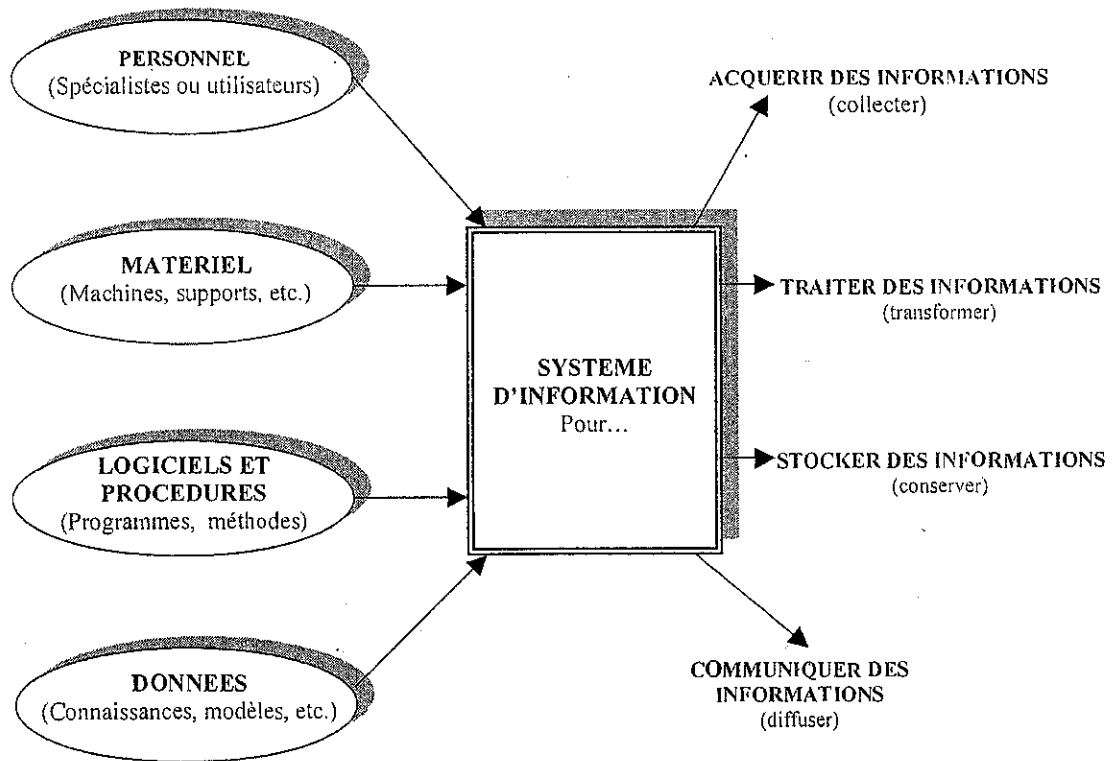 PERSONNEL
(Spécialistes ou utilisateurs)
MATERIEL
(Machines, supports, etc.)
LOGICIELS ET
PROCEDURES
(Programmes, méthodes)
DONNEES
(Connaissances, modèles, etc.)
SYSTEME
D'INFORMATION
Pour...
ACQUERIR DES INFORMATIONS
(collecter)
TRAITER DES INFORMATIONS
(transformer)
STOCKER DES INFORMATIONS
(conserver)
COMMUNIQUER DES
INFORMATIONS
(diffuser)